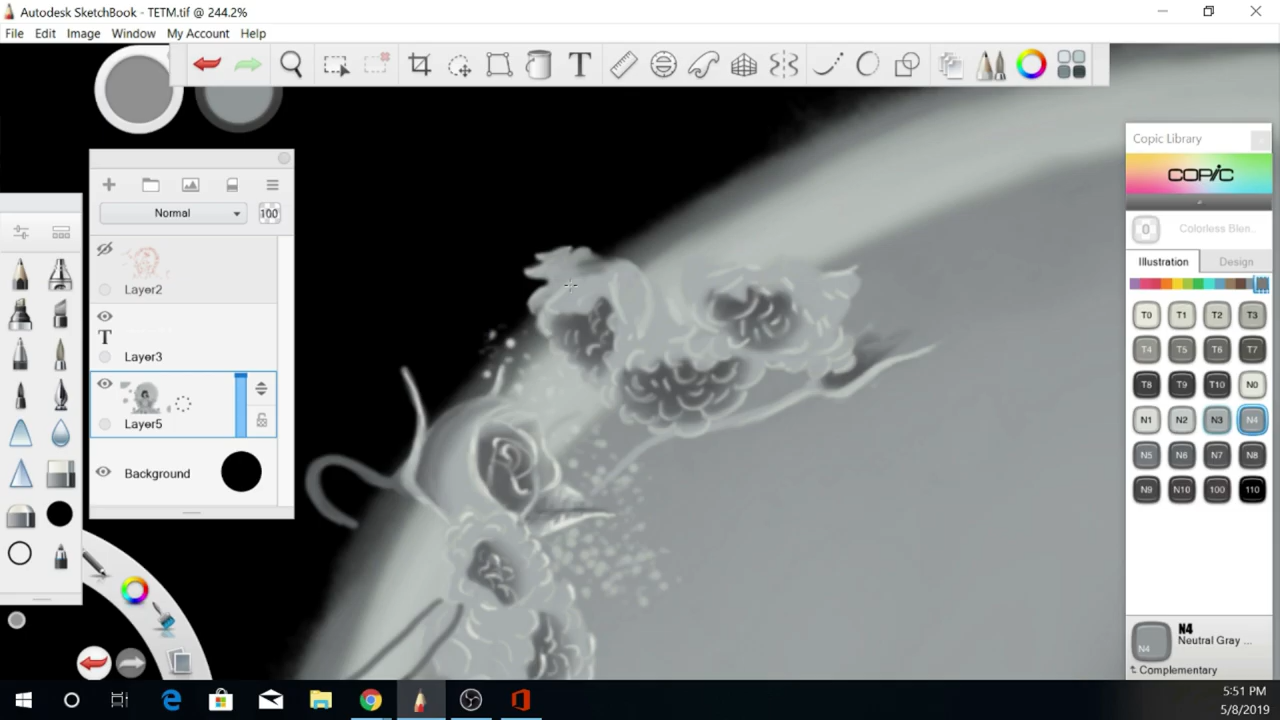 Autodesk SketchBook - TETM.tif @ 244.2%
File Edit Image Window My Account Help
Normal 100
Layer2
T
Layer3
Layer5
Background
Copic Library
COPIC
0 Colorless Blen..
Illustration Design
T0 T1 T2 T3
T4 T5 T6 T7
T8 T9 T10 N0
N1 N2 N3 N4
N5 N6 N7 N8
N9 N10 100 110
N4 N4
Neutral Gray ...
Complementary
5:51 PM
5/8/2019